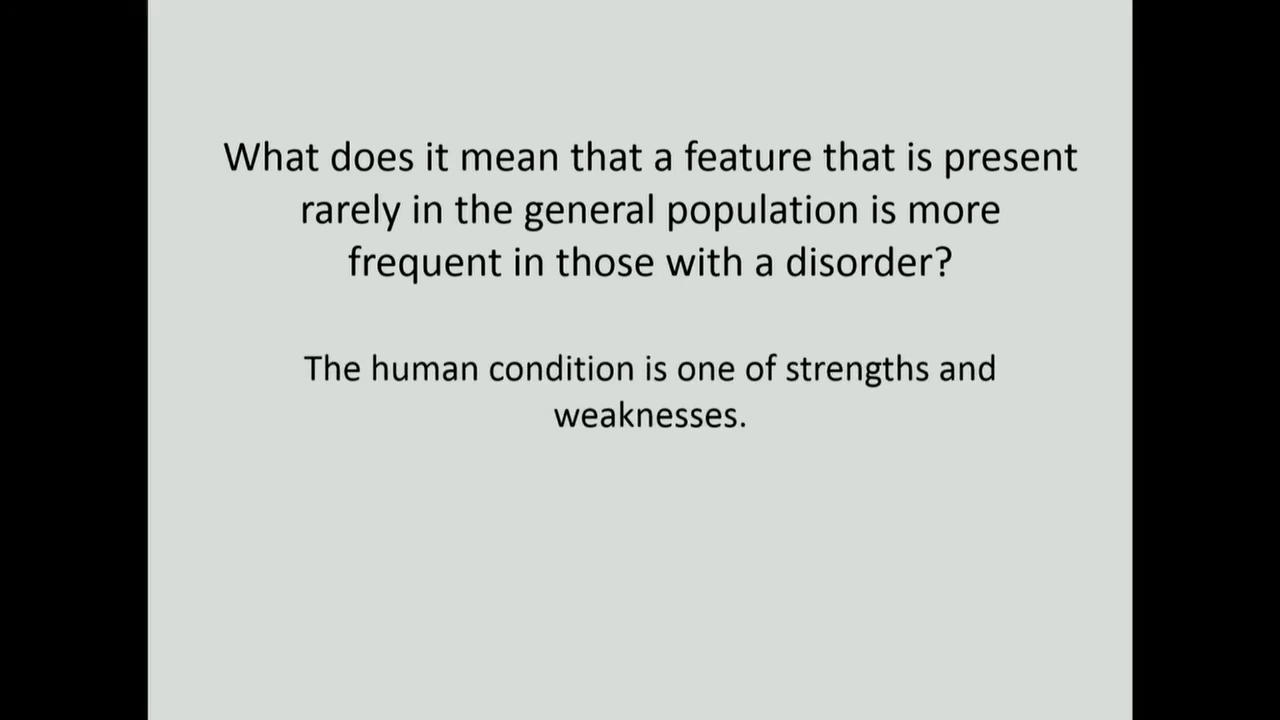 What does it mean that a feature that is present
rarely in the general population is more
frequent in those with a disorder?
The human condition is one of strengths and
weaknesses.